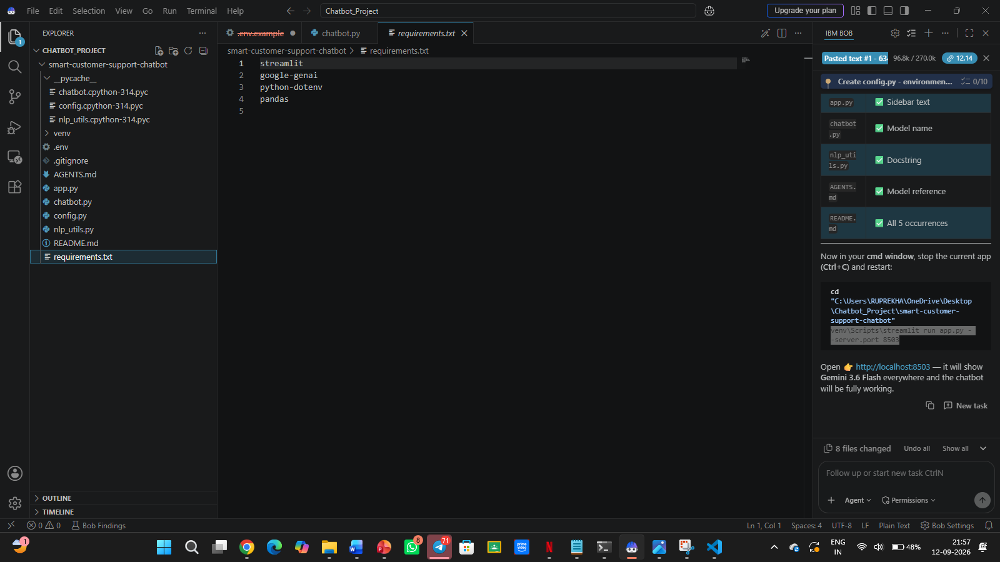 File Edit Selection View Go Run Terminal Help
Chatbot_Project
Upgrade your plan
EXPLORER
CHATBOT_PROJECT
smart-customer-support-chatbot
__pycache__
chatbot.cpython-314.pyc
config.cpython-314.pyc
nlp_utils.cpython-314.pyc
venv
.env
.gitignore
AGENTS.md
app.py
chatbot.py
config.py
nlp_utils.py
README.md
requirements.txt
OUTLINE
TIMELINE
.env.example
chatbot.py
requirements.txt
smart-customer-support-chatbot > requirements.txt
1 streamlit
2 google-genai
3 python-dotenv
4 pandas
5
IBM BOB
Pasted text #1 - 63
96.8k / 270.0k
12.14
Create config.py - environmen... 0/10
app.py Sidebar text
chatbot
.py
Model name
nlp_uti
ls.py
Docstring
AGENTS.
md
Model reference
README.
md
All 5 occurrences
Now in your cmd window, stop the current app
(Ctrl+C) and restart:
cd
"C:\Users\RUPREKHA\OneDrive\Desktop
\Chatbot_Project\smart-customer-
support-chatbot"
venv\Scripts\streamlit run app.py -
-server.port 8503
Open 👉 http://localhost:8503 — it will show
Gemini 3.6 Flash everywhere and the chatbot
will be fully working.
New task
8 files changed Undo all Show all
Follow up or start new task CtrlN
Agent Permissions
0 0 Bob Findings
Ln 1, Col 1 Spaces: 4 UTF-8 LF Plain Text Bob Settings
1
1
8
71
prime video
ENG
IN
48%
21:57
12-09-2026